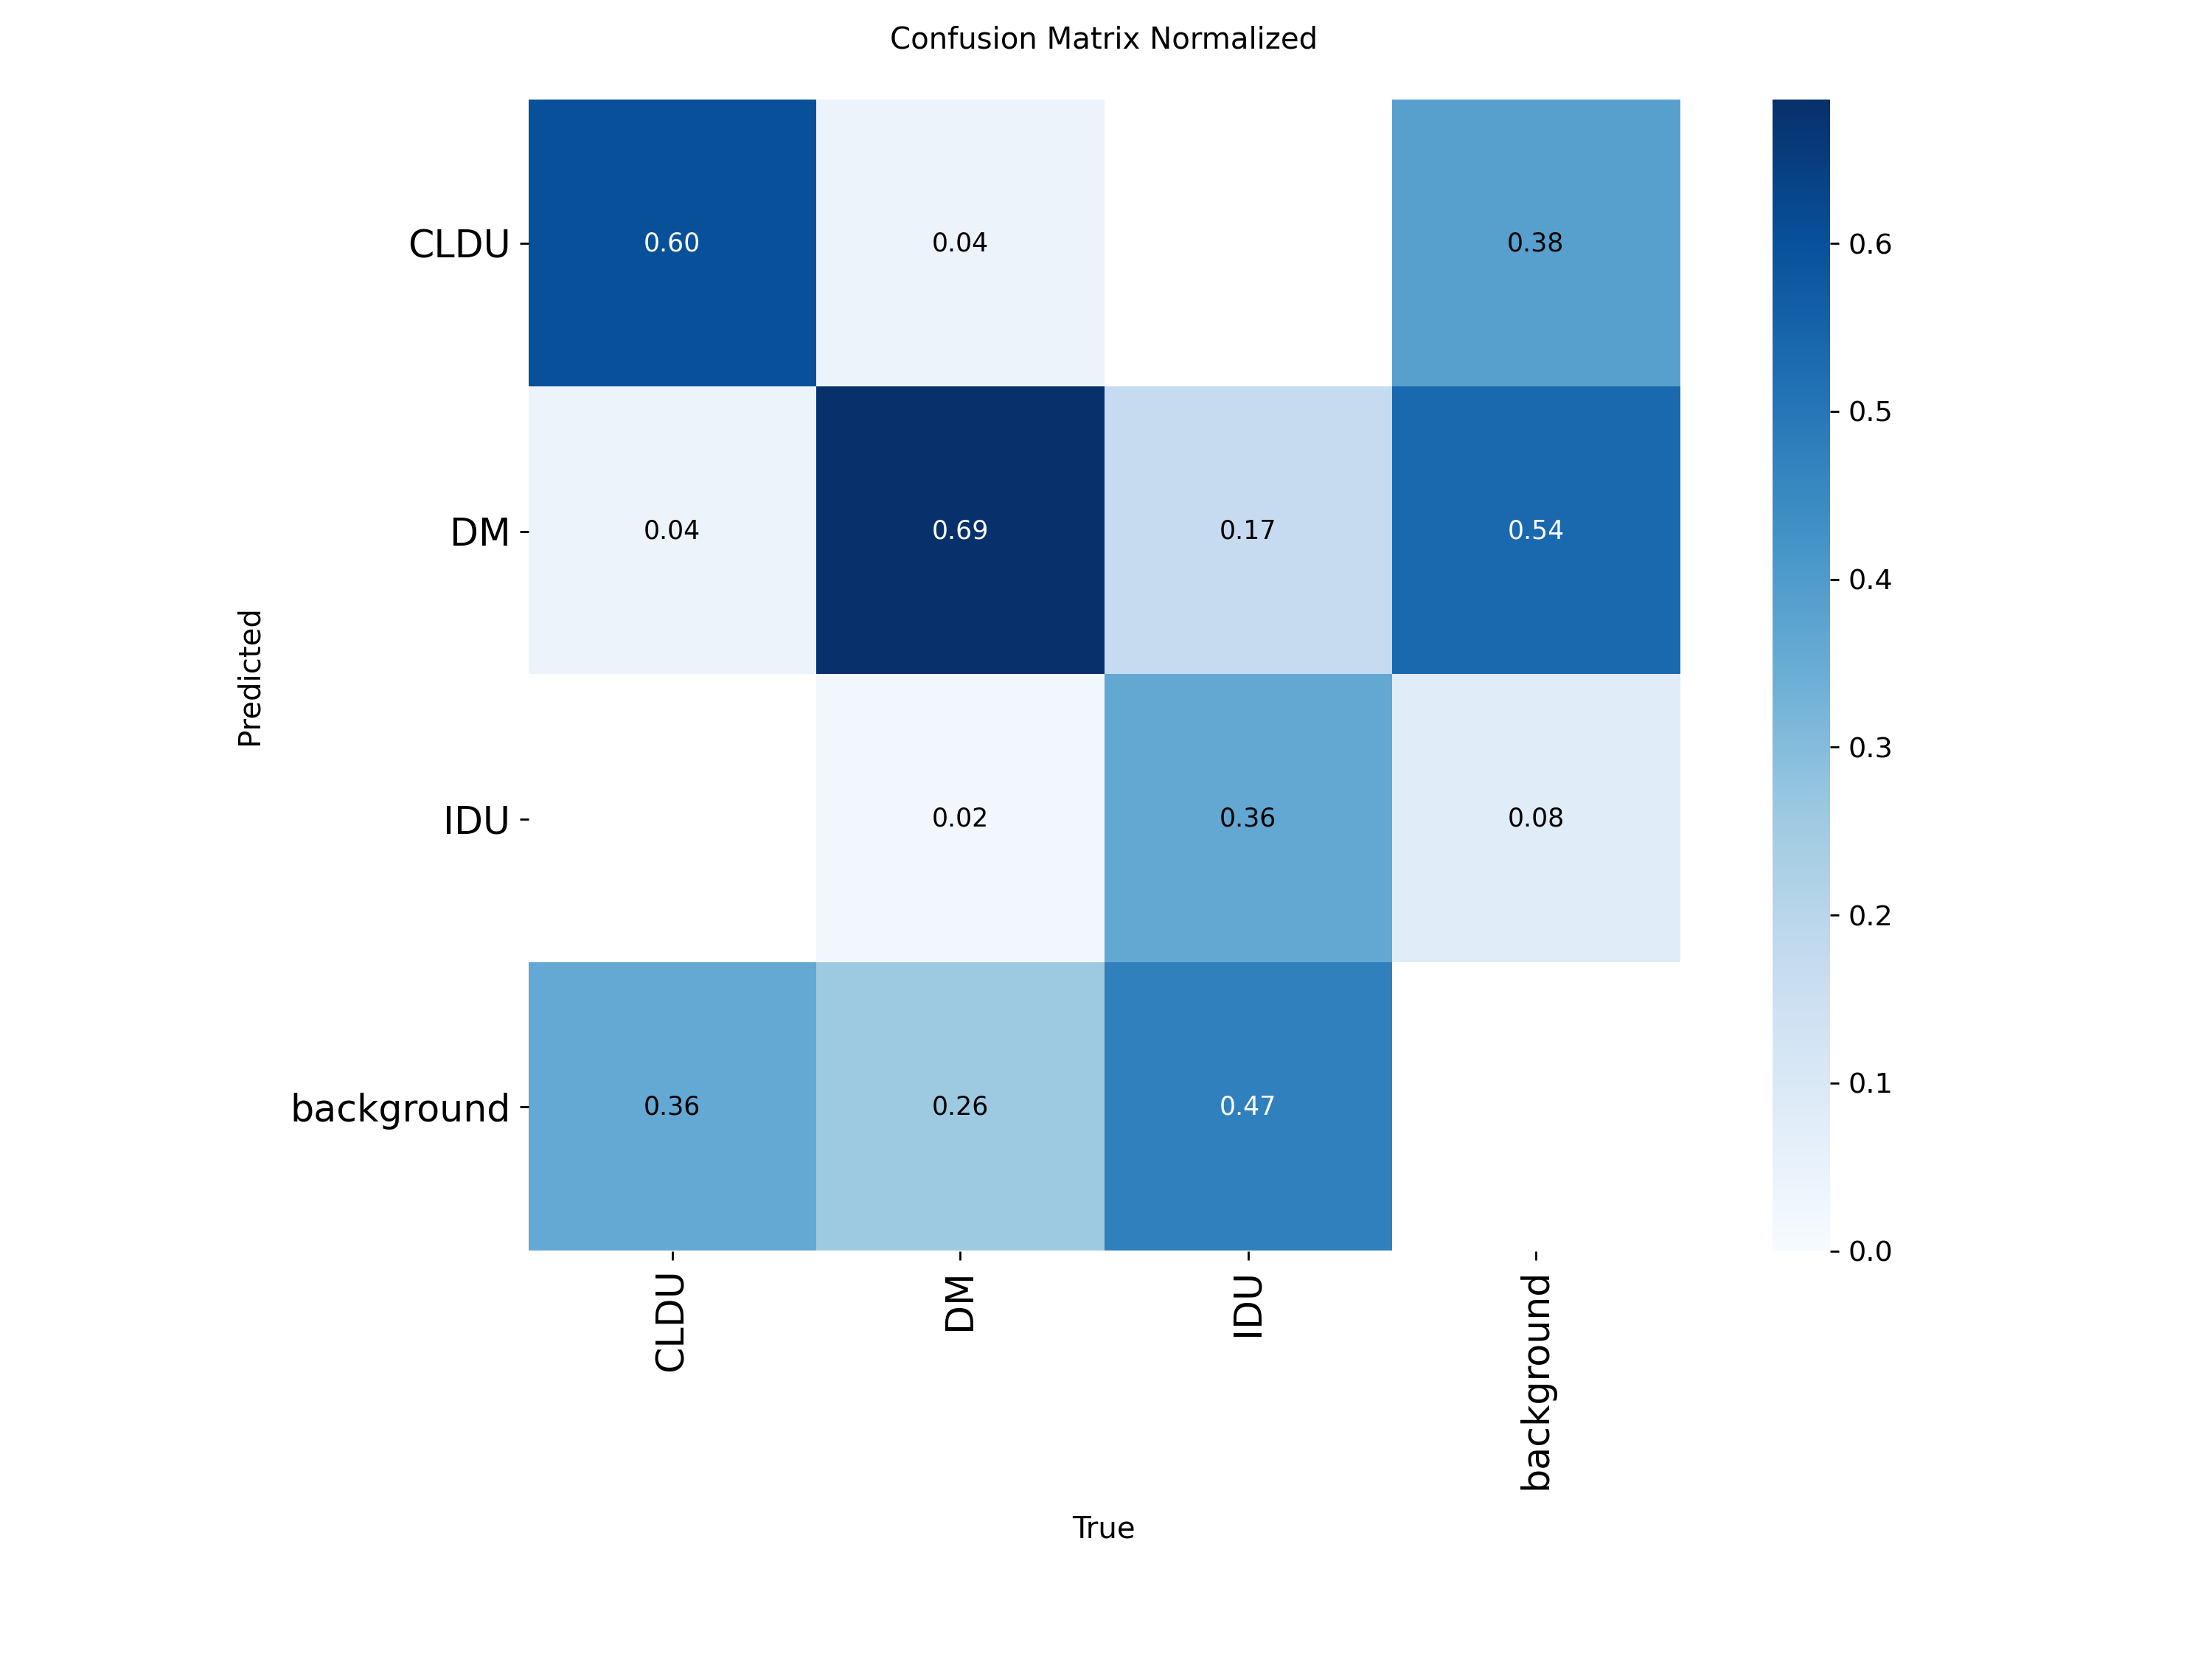 Confusion Matrix Normalized
CLDU
0.60
0.04
0.38
DM
0.04
0.69
0.17
0.54
IDU
0.02
0.36
0.08
background
0.36
0.26
0.47
Predicted
CLDU
DM
IDU
background
True
0.6
0.5
0.4
0.3
0.2
0.1
0.0